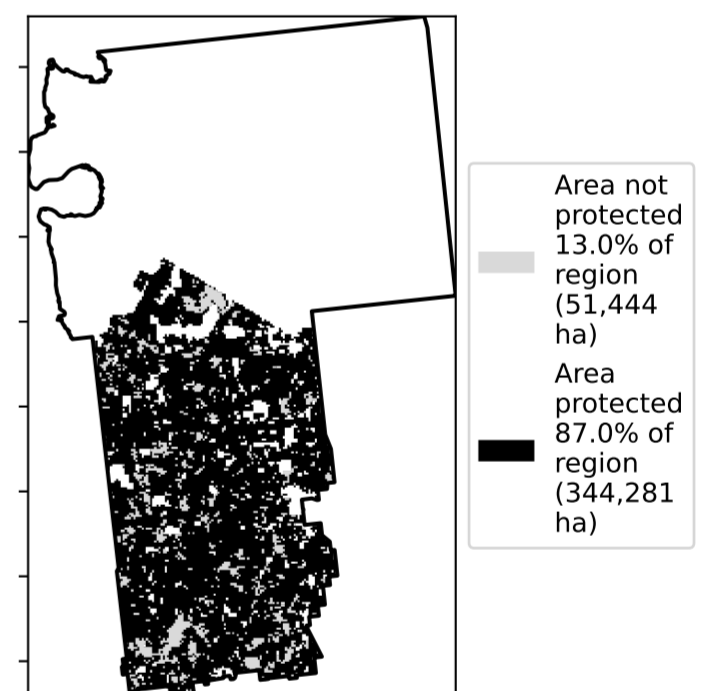 Area not
protected
13.0% of
region
(51,444
ha)
Area
protected
87.0% of
region
(344,281
ha)